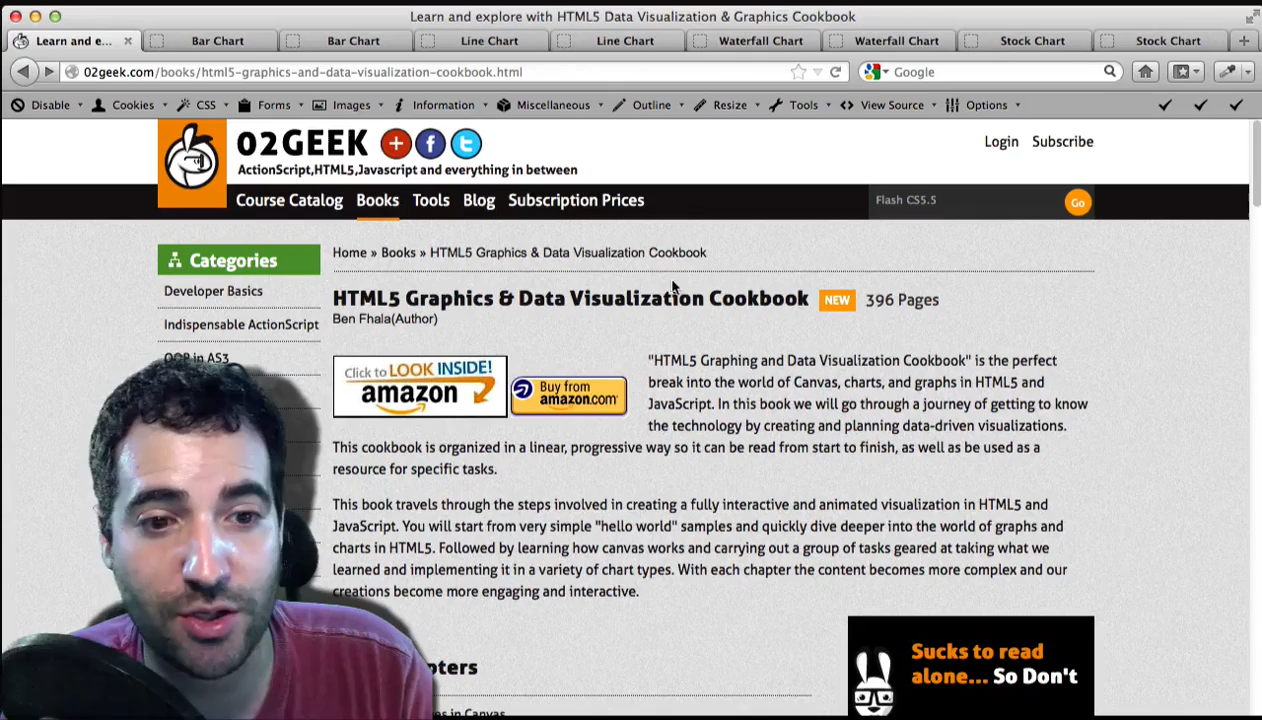 Learn and explore with HTML5 Data Visualization & Graphics Cookbook
Learn and e...
Bar Chart
Bar Chart
Line Chart
Line Chart
Waterfall Chart
Waterfall Chart
Stock Chart
Stock Chart
02geek.com/books/html5-graphics-and-data-visualization-cookbook.html
Google
Disable
Cookies
CSS
Forms
Images
Information
Miscellaneous
Outline
Resize
Tools
View Source
Options
02GEEK
ActionScript,HTML5,Javascript and everything in between
Login Subscribe
Course Catalog Books Tools Blog Subscription Prices
Flash CS5.5
Go
Categories
Developer Basics
Indispensable ActionScript
OOP in AS3
Home » Books » HTML5 Graphics & Data Visualization Cookbook
HTML5 Graphics & Data Visualization Cookbook NEW 396 Pages
Ben Fhala(Author)
Click to LOOK INSIDE!
amazon
Buy from
amazon.com
"HTML5 Graphing and Data Visualization Cookbook" is the perfect
break into the world of Canvas, charts, and graphs in HTML5 and
JavaScript. In this book we will go through a journey of getting to know
the technology by creating and planning data-driven visualizations.
This cookbook is organized in a linear, progressive way so it can be read from start to finish, as well as be used as a
resource for specific tasks.
This book travels through the steps involved in creating a fully interactive and animated visualization in HTML5 and
JavaScript. You will start from very simple "hello world" samples and quickly dive deeper into the world of graphs and
charts in HTML5. Followed by learning how canvas works and carrying out a group of tasks geared at taking what we
learned and implementing it in a variety of chart types. With each chapter the content becomes more complex and our
creations become more engaging and interactive.
pters
es in Canvas
Sucks to read
alone... So Don't